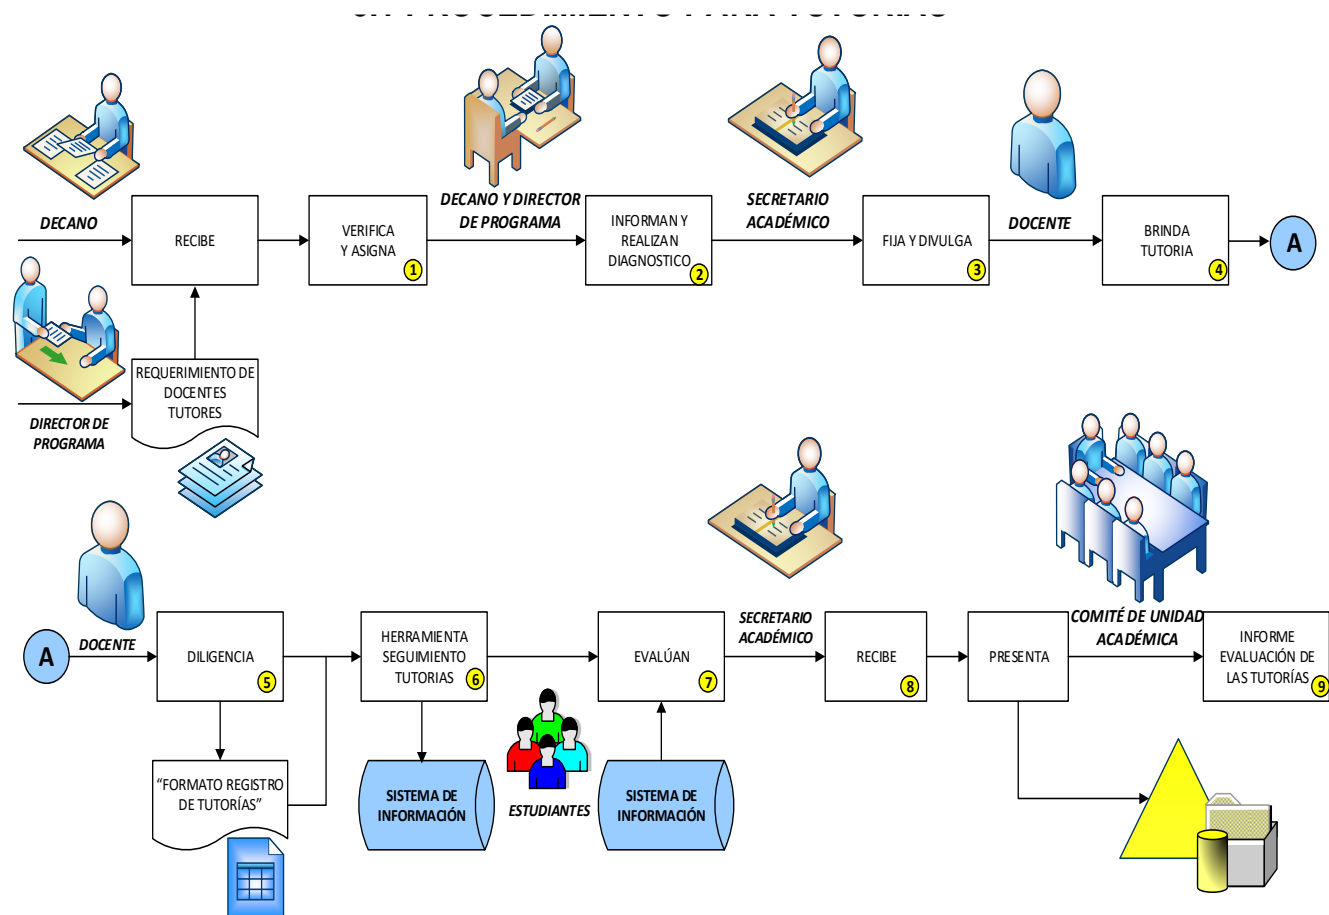 PROCEDIMIENTO PARA TUTORIAS
DECANO
RECIBE
VERIFICA
Y ASIGNA
1
DECANO Y DIRECTOR
DE PROGRAMA
INFORMAN Y
REALIZAN
DIAGNOSTICO
2
SECRETARIO
ACADÉMICO
FIJA Y DIVULGA
3
DOCENTE
BRINDA
TUTORIA
4
A
DIRECTOR DE
PROGRAMA
REQUERIMIENTO DE
DOCENTES
TUTORES
A
DOCENTE
DILIGENCIA
5
HERRAMIENTA
SEGUIMIENTO
TUTORIAS
6
EVALÚAN
7
SECRETARIO
ACADÉMICO
RECIBE
8
PRESENTA
COMITÉ DE UNIDAD
ACADÉMICA
INFORME
EVALUACIÓN DE
LAS TUTORÍAS
9
“FORMATO REGISTRO
DE TUTORÍAS”
SISTEMA DE
INFORMACIÓN
ESTUDIANTES
SISTEMA DE
INFORMACIÓN